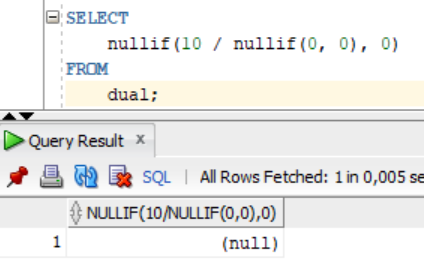 SELECT
nullif(10 / nullif(0, 0), 0)
FROM
dual;
Query Result x
SQL | All Rows Fetched: 1 in 0,005 se
NULLIF(10/NULLIF(0,0),0)
1 (null)